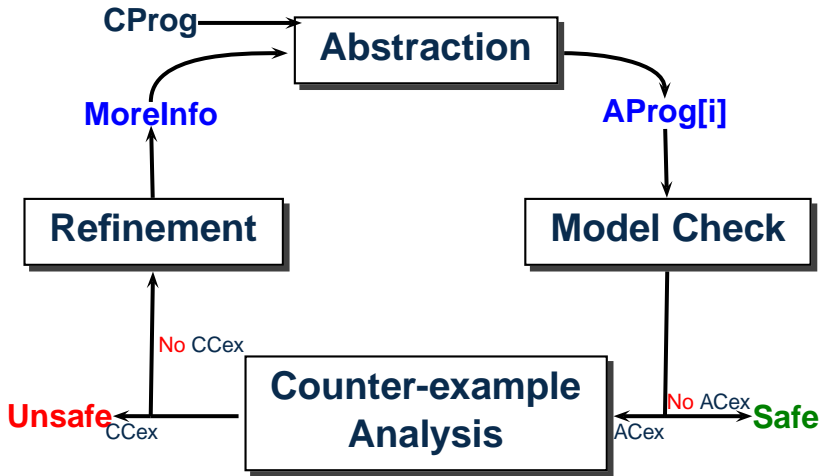 CProg
Abstraction
MoreInfo
AProg[i]
Refinement
Model Check
No CCex
Counter-example
Analysis
No ACex
Unsafe
CCex
ACex
Safe